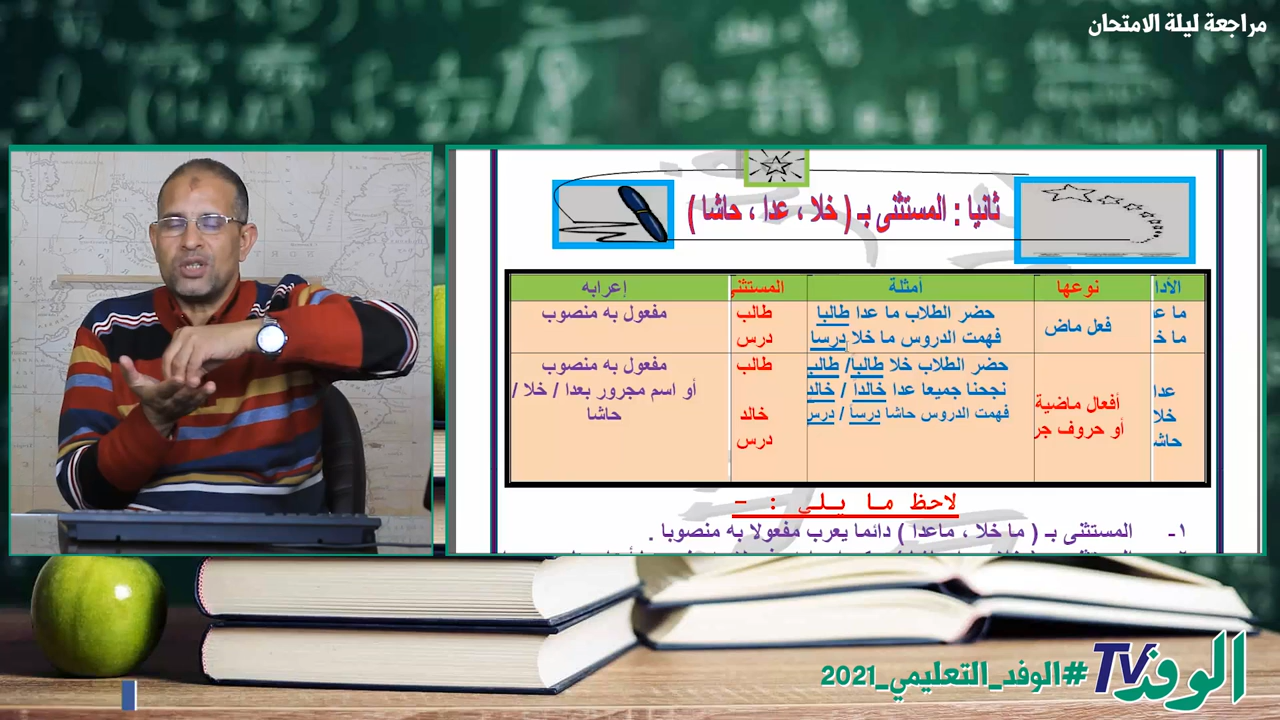 مراجعة ليلة الامتحان
ثانيا : المستثنى بـ ( خلا ، عدا ، حاشا )
نوعها أمثلة إعرابه
فعل ماض
حضر الطلاب ما عدا طالبا
فهمت الدروس ما خلا درسا
طالب
درس
مفعول به منصوب
عدا
خلا
أفعال ماضية
أو حروف جر
حضر الطلاب خلا طالبا/ طالب
نجحنا جميعا عدا خالدا / خالد
فهمت الدروس حاشا درساً / درس
طالب
خالد
درس
مفعول به منصوب
أو اسم مجرور بعدا / خلا /
حاشا
لاحظ ما يلى : -
١- المستثنى بـ ( ما خلا ، ماعدا ) دائما يعرب مفعولا به منصوبا .
الوفد TV
#الوفد_التعليمي_2021